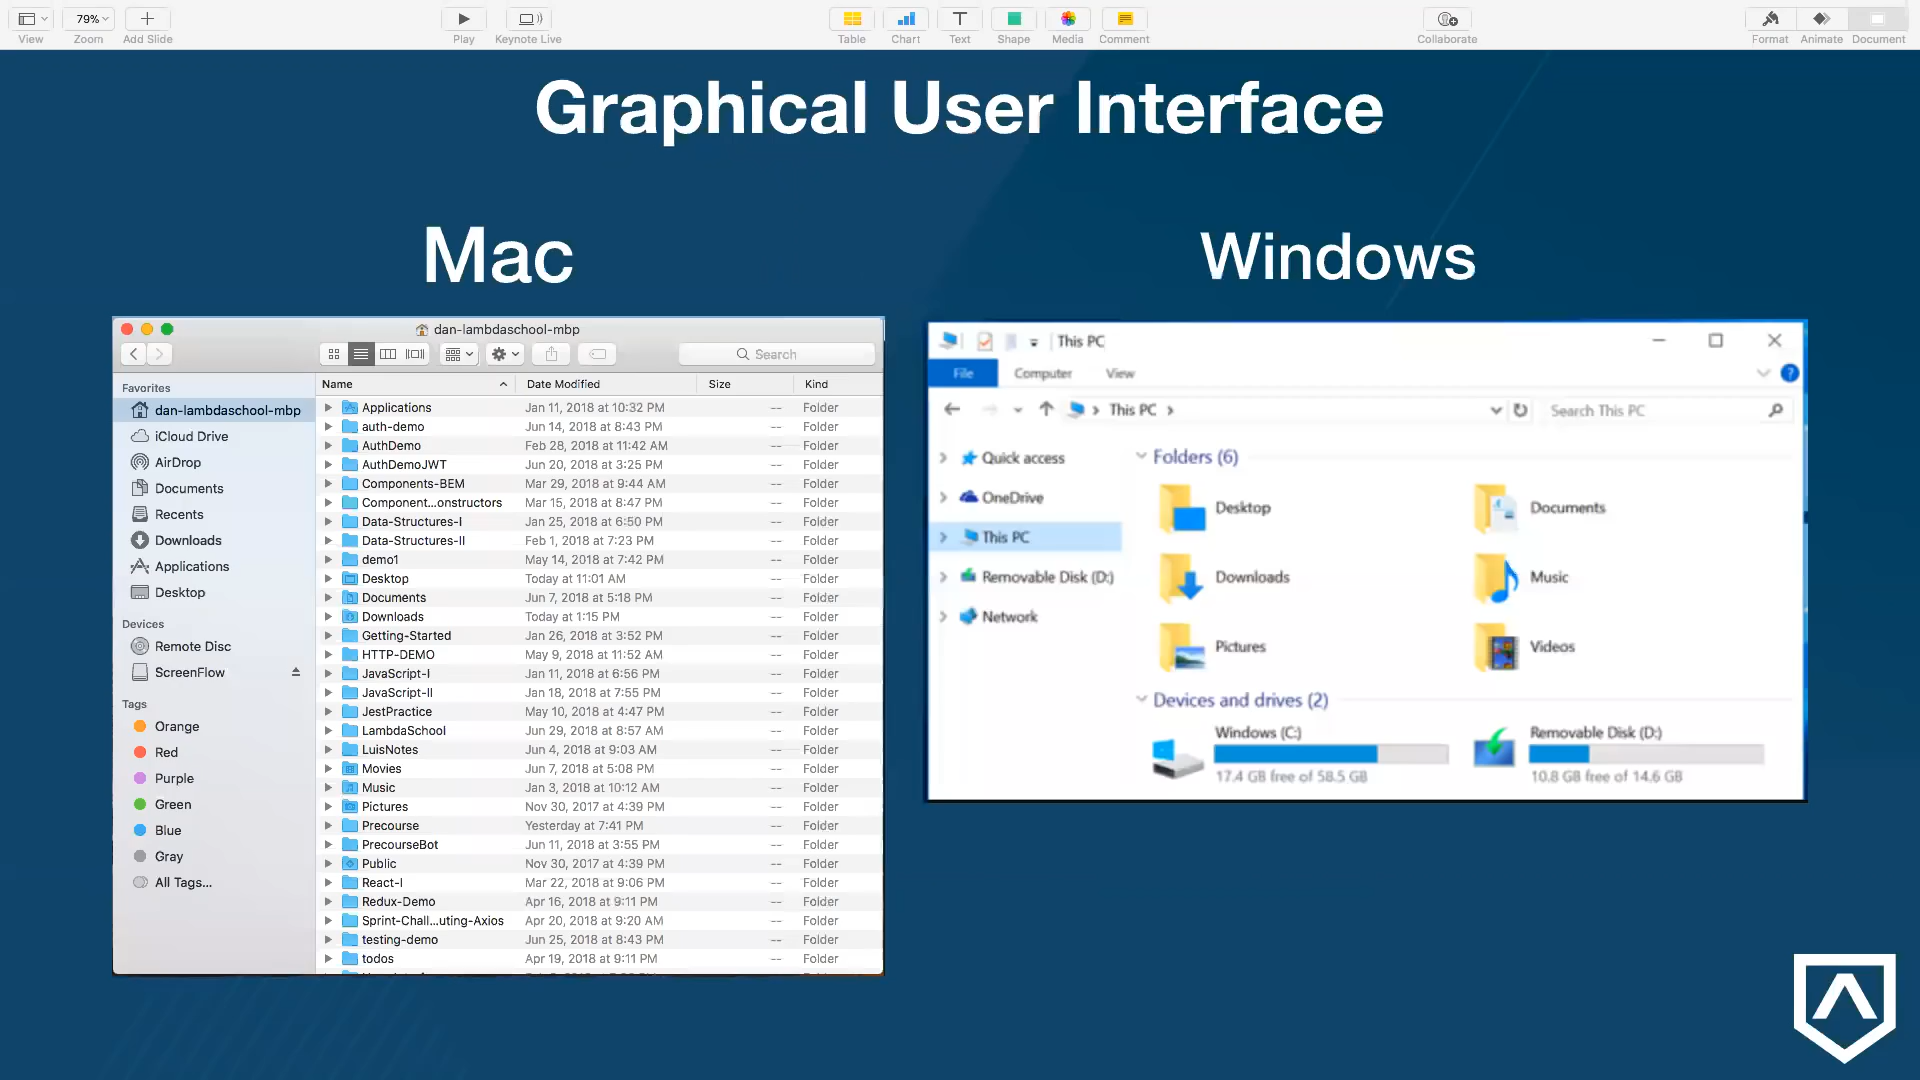 79%
View Zoom Add Slide Play Keynote Live Table Chart Text Shape Media Comment Collaborate Format Animate Document
Graphical User Interface
Mac
Windows
dan-lambdaschool-mbp
Search
Favorites
dan-lambdaschool-mbp
iCloud Drive
AirDrop
Documents
Recents
Downloads
Applications
Desktop
Devices
Remote Disc
ScreenFlow
Tags
Orange
Red
Purple
Green
Blue
Gray
All Tags...
Name Date Modified Size Kind
Applications Jan 11, 2018 at 10:32 PM -- Folder
auth-demo Jun 14, 2018 at 8:43 PM -- Folder
AuthDemo Feb 28, 2018 at 11:42 AM -- Folder
AuthDemoJWT Jun 20, 2018 at 3:25 PM -- Folder
Components-BEM Mar 29, 2018 at 9:44 AM -- Folder
Component...onstructors Mar 15, 2018 at 8:47 PM -- Folder
Data-Structures-I Jan 25, 2018 at 6:50 PM -- Folder
Data-Structures-II Feb 1, 2018 at 7:23 PM -- Folder
demo1 May 14, 2018 at 7:42 PM -- Folder
Desktop Today at 11:01 AM -- Folder
Documents Jun 7, 2018 at 5:18 PM -- Folder
Downloads Today at 1:15 PM -- Folder
Getting-Started Jan 26, 2018 at 3:52 PM -- Folder
HTTP-DEMO May 9, 2018 at 11:52 AM -- Folder
JavaScript-I Jan 11, 2018 at 6:56 PM -- Folder
JavaScript-II Jan 18, 2018 at 7:55 PM -- Folder
JestPractice May 10, 2018 at 4:47 PM -- Folder
LambdaSchool Jun 29, 2018 at 8:57 AM -- Folder
LuisNotes Jun 4, 2018 at 9:03 AM -- Folder
Movies Jun 7, 2018 at 5:08 PM -- Folder
Music Jan 3, 2018 at 10:12 AM -- Folder
Pictures Nov 30, 2017 at 4:39 PM -- Folder
Precourse Yesterday at 7:41 PM -- Folder
PrecourseBot Jun 11, 2018 at 3:55 PM -- Folder
Public Nov 30, 2017 at 4:39 PM -- Folder
React-I Mar 22, 2018 at 9:06 PM -- Folder
Redux-Demo Apr 16, 2018 at 9:11 PM -- Folder
Sprint-Chall...uting-Axios Apr 20, 2018 at 9:20 AM -- Folder
testing-demo Jun 25, 2018 at 8:43 PM -- Folder
todos Apr 19, 2018 at 9:11 PM -- Folder
This PC
File Computer View
This PC
Search This PC
Quick access
OneDrive
This PC
Removable Disk (D:)
Network
Folders (6)
Desktop Documents
Downloads Music
Pictures Videos
Devices and drives (2)
Windows (C:) Removable Disk (D:)
17.4 GB free of 58.5 GB 10.8 GB free of 14.6 GB